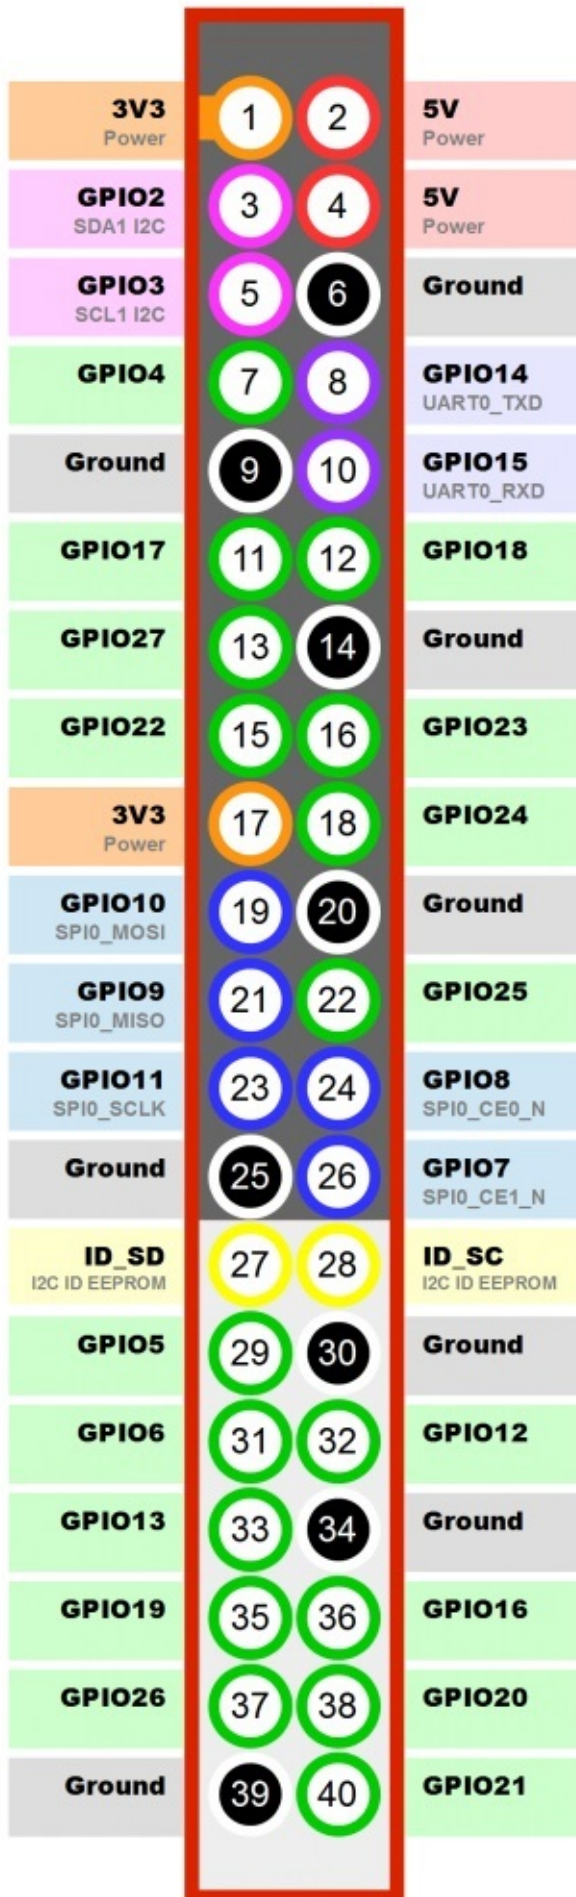 3V3 1 2 5V
Power Power
GPIO2 3 4 5V
SDA1 I2C Power
GPIO3 5 6 Ground
SCL1 I2C
GPIO4 7 8 GPIO14
UART0_TXD
Ground 9 10 GPIO15
UART0_RXD
GPIO17 11 12 GPIO18
GPIO27 13 14 Ground
GPIO22 15 16 GPIO23
3V3 17 18 GPIO24
Power
GPIO10 19 20 Ground
SPI0_MOSI
GPIO9 21 22 GPIO25
SPI0_MISO
GPIO11 23 24 GPIO8
SPI0_SCLK SPI0_CE0_N
Ground 25 26 GPIO7
SPI0_CE1_N
ID_SD 27 28 ID_SC
I2C ID EEPROM I2C ID EEPROM
GPIO5 29 30 Ground
GPIO6 31 32 GPIO12
GPIO13 33 34 Ground
GPIO19 35 36 GPIO16
GPIO26 37 38 GPIO20
Ground 39 40 GPIO21